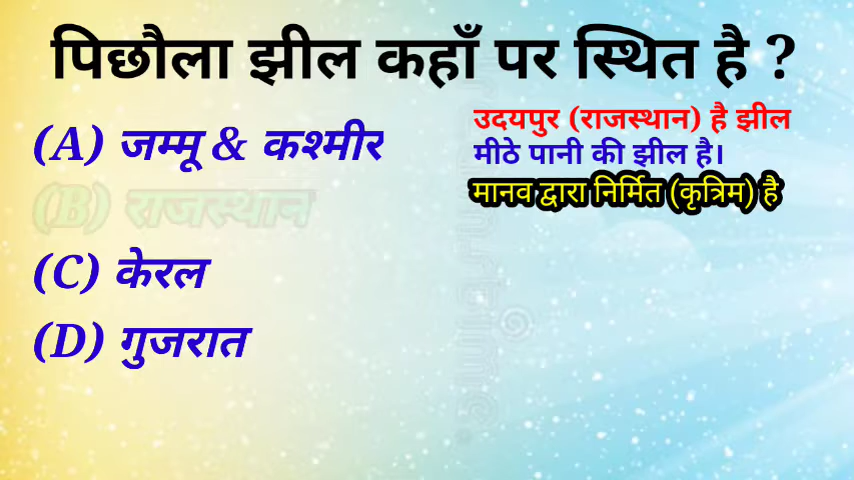 पिछौला झील कहाँ पर स्थित है ?
(A) जम्मू & कश्मीर
(B) राजस्थान
(C) केरल
(D) गुजरात
उदयपुर (राजस्थान) है झील
मीठे पानी की झील है।
मानव द्वारा निर्मित (कृत्रिम) है